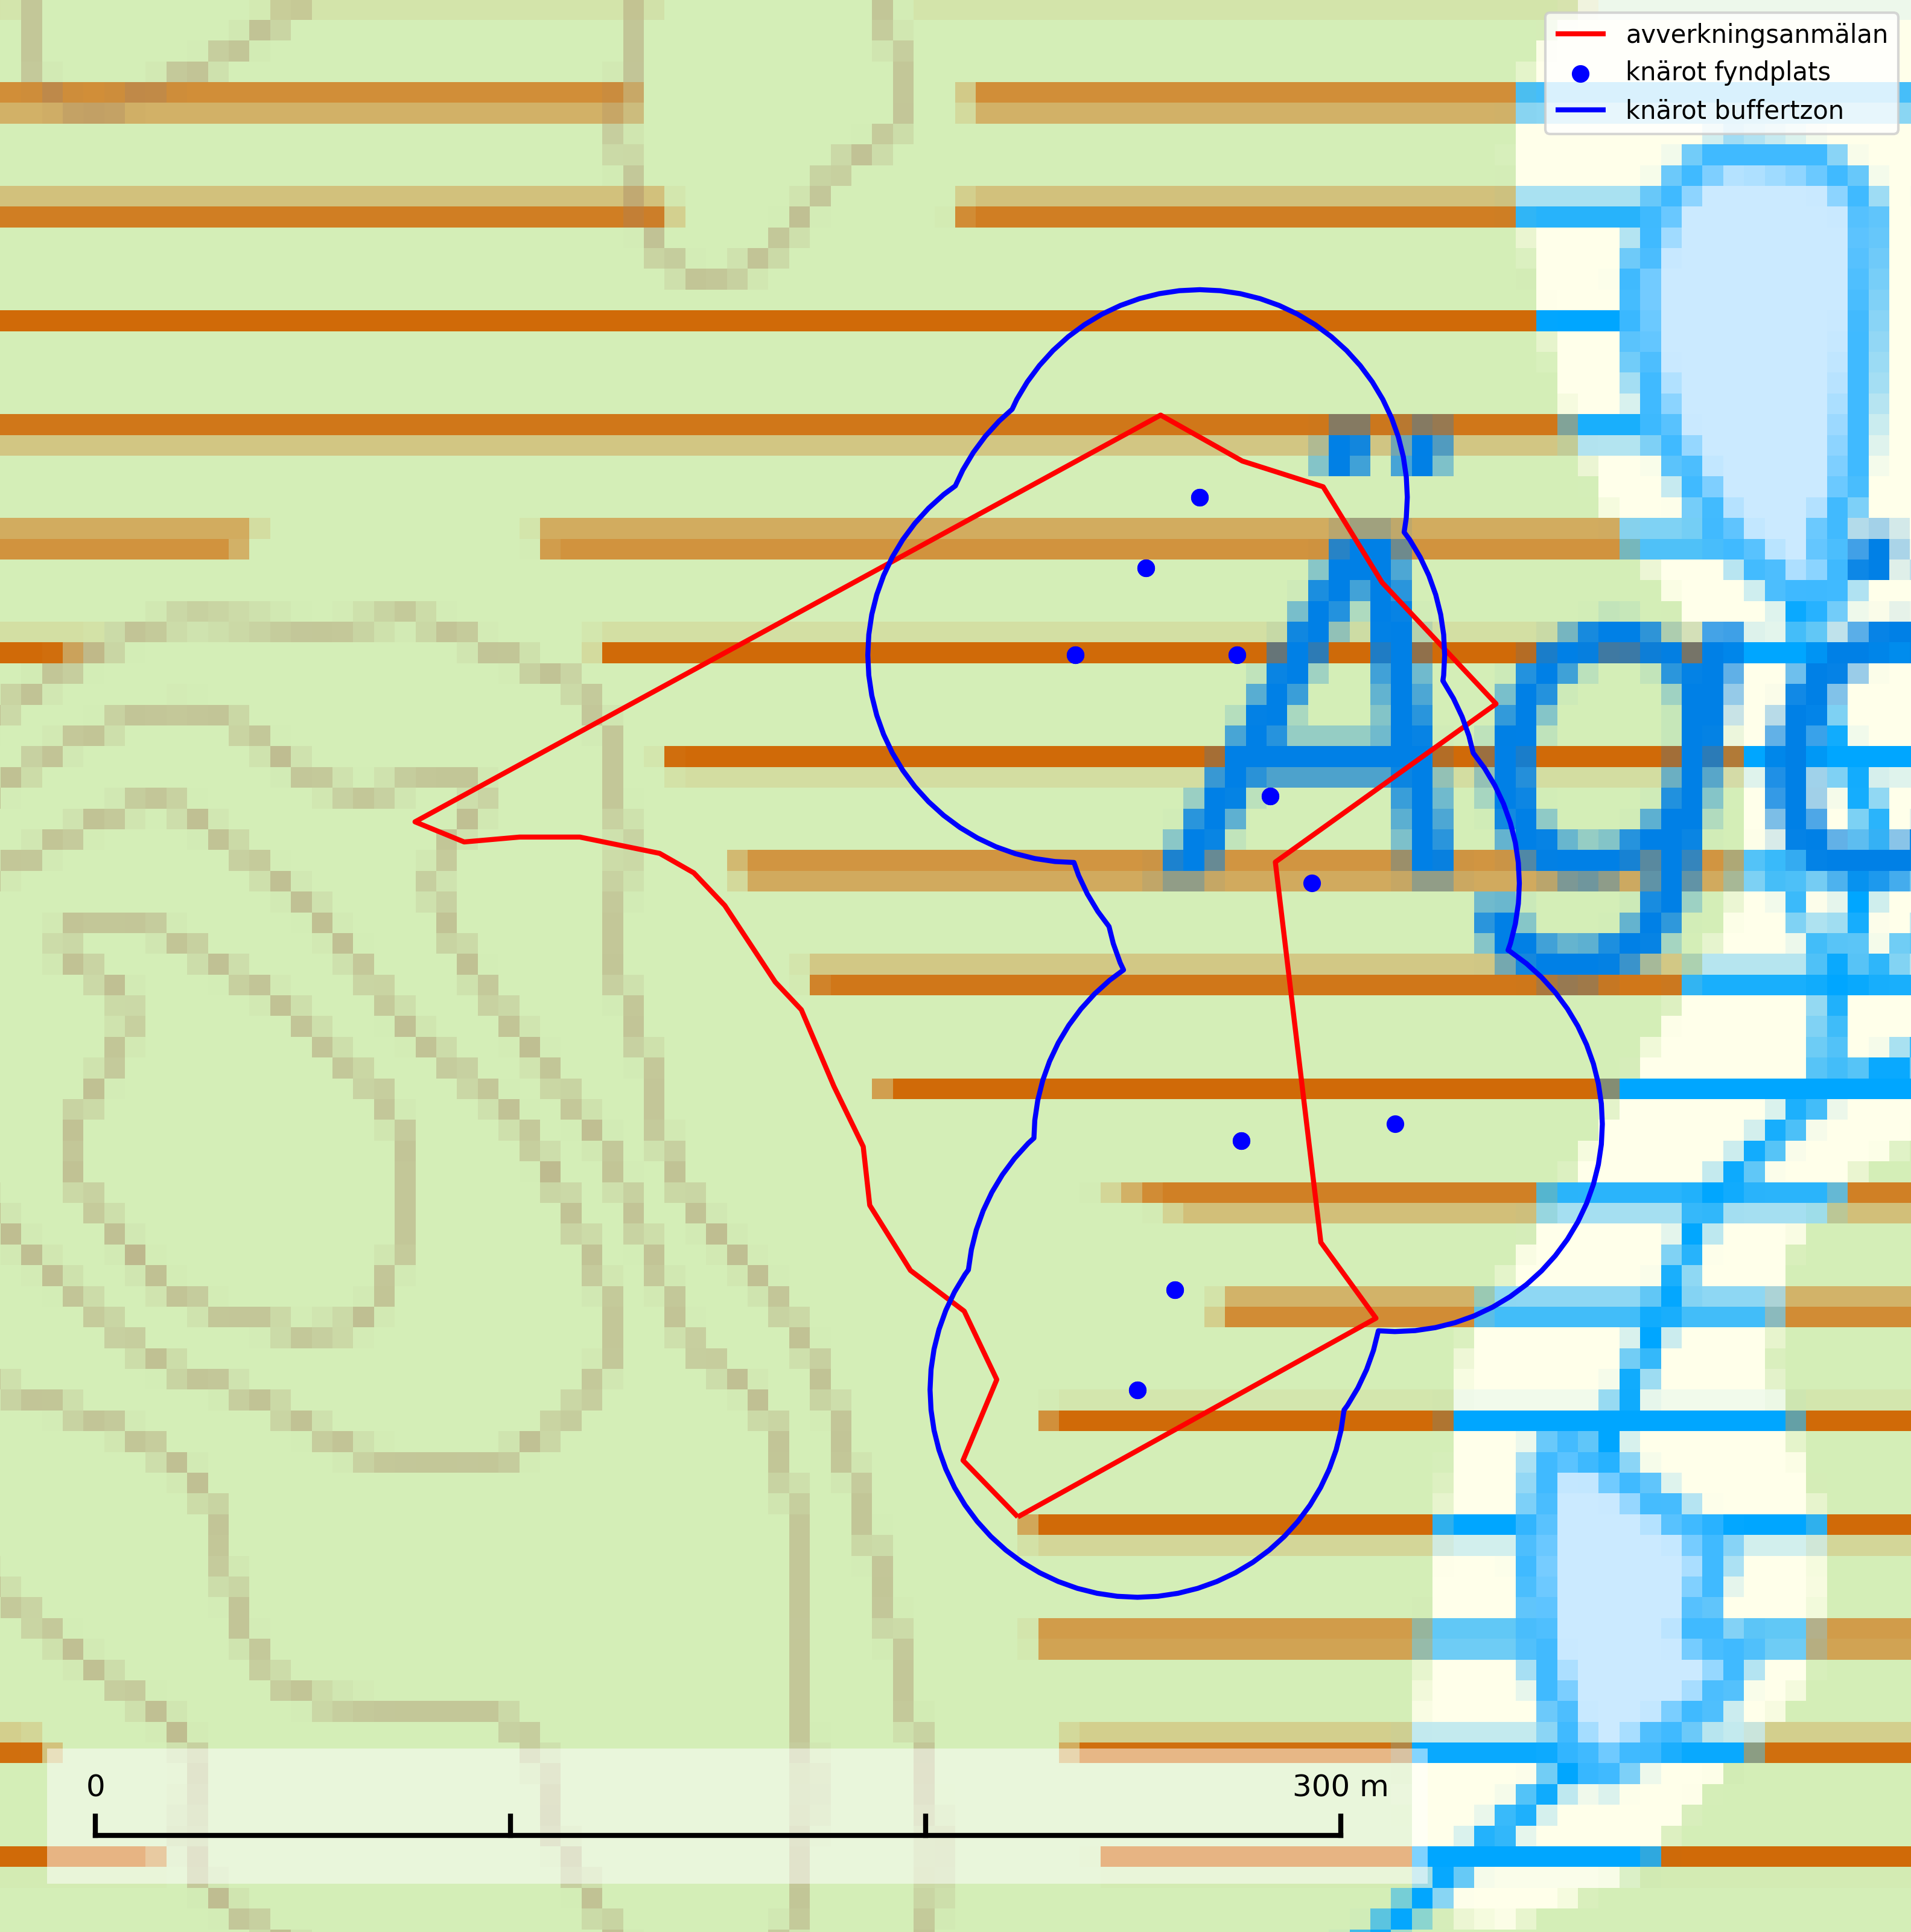 avverkningsanmälan
knärot fyndplats
knärot buffertzon
0
300 m